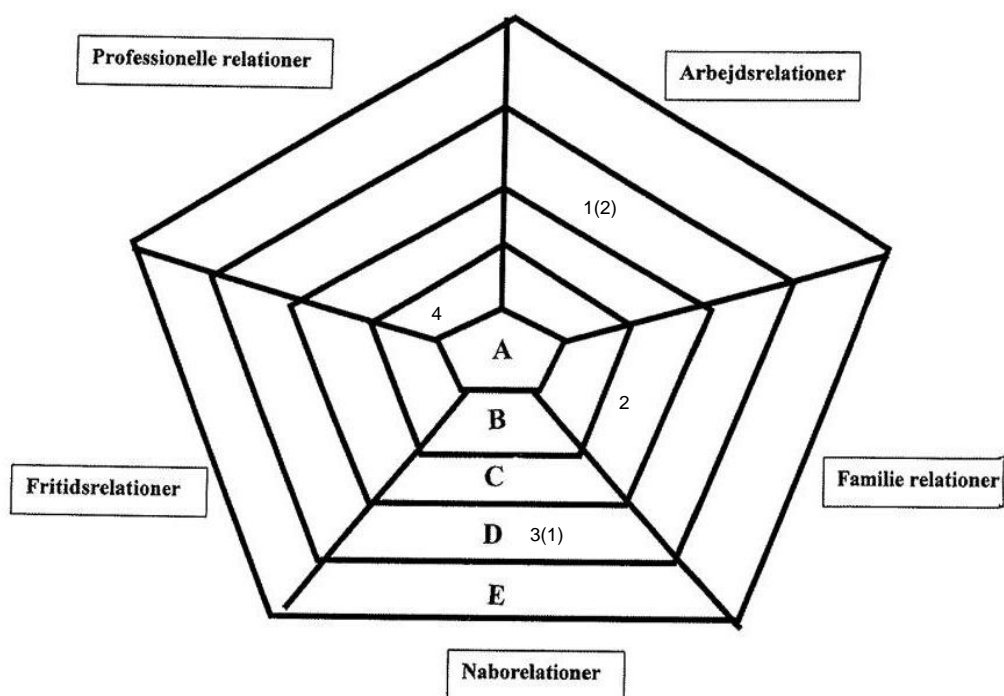 Professionelle relationer
Arbejdsrelationer
1(2)
4
A
2
B
C
Fritidsrelationer
Familie relationer
D
3(1)
E
Naborelationer